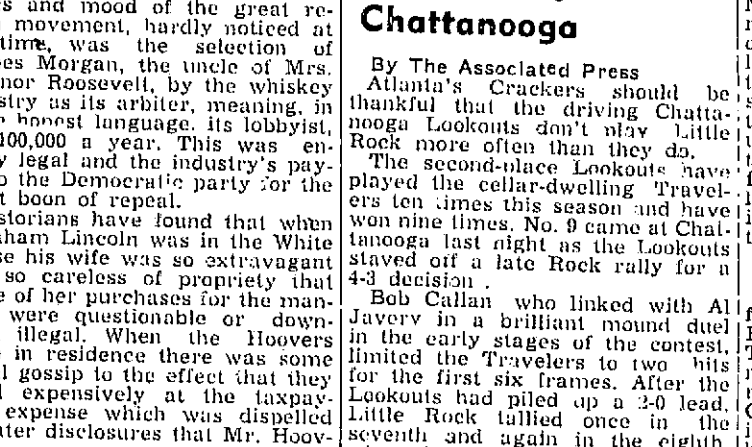 s and mood of the great re-
movement, hardly noticed at
time, was the selection of
es Morgan, the uncle of Mrs.
nor Roosevelt, by the whiskey
stry as its arbiter, meaning, in
honest language, its lobbyist,
100,000 a year. This was en-
y legal and the industry's pay-
o the Democratic party for the
t boon of repeal.
storians have found that when
ham Lincoln was in the White
se his wife was so extravagant
so careless of propriety that
e of her purchases for the man-
were questionable or down-
illegal. When the Hoovers
in residence there was some
l gossip to the effect that they
d expensively at the taxpay-
expense which was dispelled
ater disclosures that Mr. Hoov-
Chattanooga
By The Associated Press
Atlanta's Crackers should be
thankful that the driving Chatta-
nooga Lookouts don't play Little
Rock more often than they do.
The second-place Lookouts have
played the cellar-dwelling Travel-
ers ten times this season and have
won nine times. No. 9 came at Chat-
tanooga last night as the Lookouts
staved off a late Rock rally for a
4-3 decision .
Bob Callan who linked with Al
Javery in a brilliant mound duel
in the early stages of the contest,
limited the Travelers to two hits
for the first six frames. After the
Lookouts had piled up a 2-0 lead,
Little Rock tallied once in the
seventh and again in the eighth